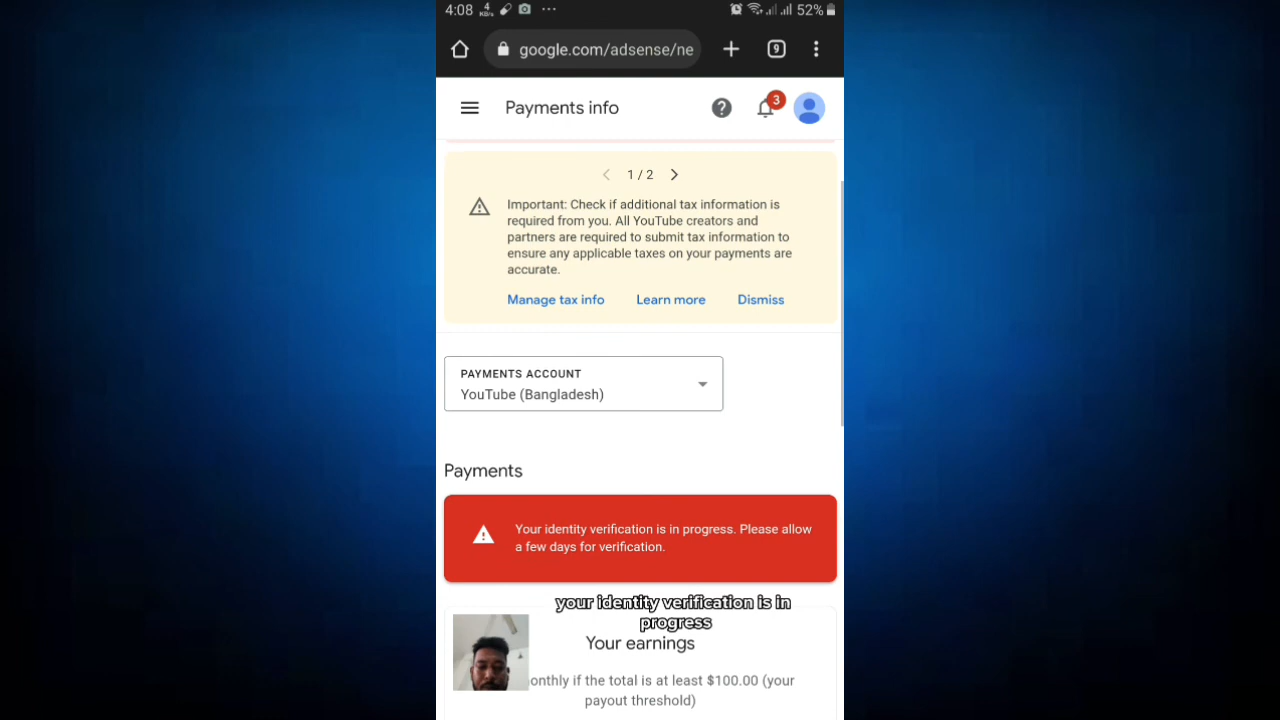 4:08 4 KB/s ... 52%
google.com/adsense/ne 9
Payments info 3
1 / 2
Important: Check if additional tax information is
required from you. All YouTube creators and
partners are required to submit tax information to
ensure any applicable taxes on your payments are
accurate.
Manage tax info Learn more Dismiss
PAYMENTS ACCOUNT
YouTube (Bangladesh)
Payments
Your identity verification is in progress. Please allow
a few days for verification.
your identity verification is in
progress
Your earnings
onthly if the total is at least $100.00 (your
payout threshold)